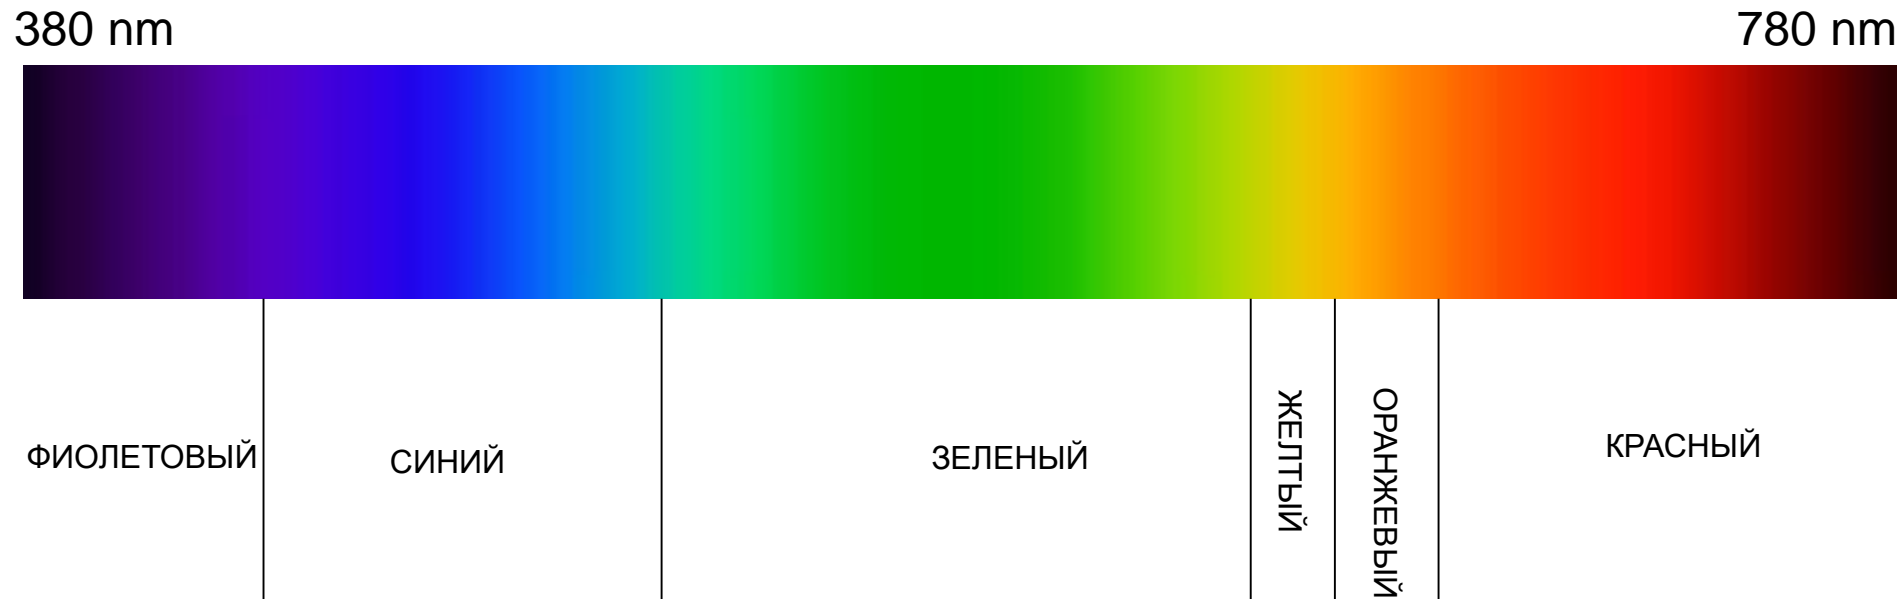 380 nm
780 nm
ФИОЛЕТОВЫЙ
СИНИЙ
ЗЕЛЕНЫЙ
ЖЕЛТЫЙ
ОРАНЖЕВЫЙ
КРАСНЫЙ